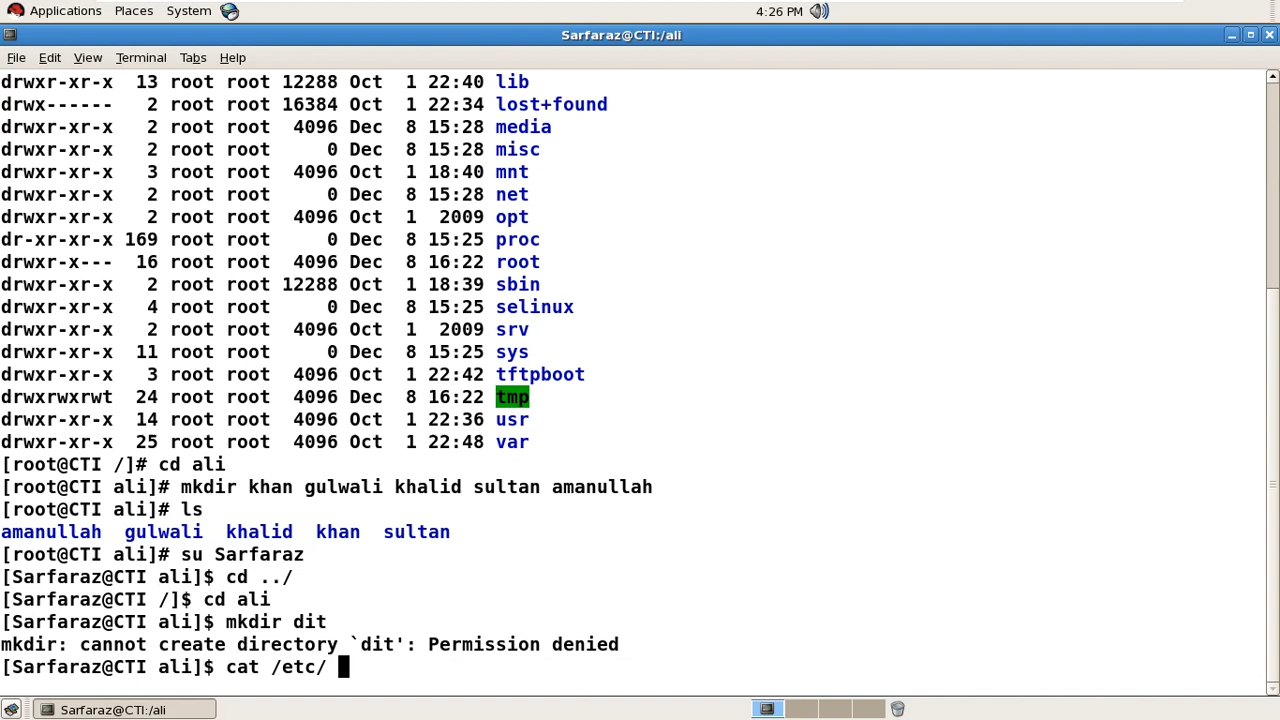 Applications Places System 4:26 PM
Sarfaraz@CTI:/ali
File Edit View Terminal Tabs Help
drwxr-xr-x  13 root root 12288 Oct  1 22:40 lib
drwx------   2 root root 16384 Oct  1 22:34 lost+found
drwxr-xr-x   2 root root  4096 Dec  8 15:28 media
drwxr-xr-x   2 root root     0 Dec  8 15:28 misc
drwxr-xr-x   3 root root  4096 Oct  1 18:40 mnt
drwxr-xr-x   2 root root     0 Dec  8 15:28 net
drwxr-xr-x   2 root root  4096 Oct  1  2009 opt
dr-xr-xr-x 169 root root     0 Dec  8 15:25 proc
drwxr-x---  16 root root  4096 Dec  8 16:22 root
drwxr-xr-x   2 root root 12288 Oct  1 18:39 sbin
drwxr-xr-x   4 root root     0 Dec  8 15:25 selinux
drwxr-xr-x   2 root root  4096 Oct  1  2009 srv
drwxr-xr-x  11 root root     0 Dec  8 15:25 sys
drwxr-xr-x   3 root root  4096 Oct  1 22:42 tftpboot
drwxrwxrwt  24 root root  4096 Dec  8 16:22 tmp
drwxr-xr-x  14 root root  4096 Oct  1 22:36 usr
drwxr-xr-x  25 root root  4096 Oct  1 22:48 var
[root@CTI /]# cd ali
[root@CTI ali]# mkdir khan gulwali khalid sultan amanullah
[root@CTI ali]# ls
amanullah  gulwali  khalid  khan  sultan
[root@CTI ali]# su Sarfaraz
[Sarfaraz@CTI ali]$ cd ../
[Sarfaraz@CTI /]$ cd ali
[Sarfaraz@CTI ali]$ mkdir dit
mkdir: cannot create directory `dit': Permission denied
[Sarfaraz@CTI ali]$ cat /etc/
Sarfaraz@CTI:/ali